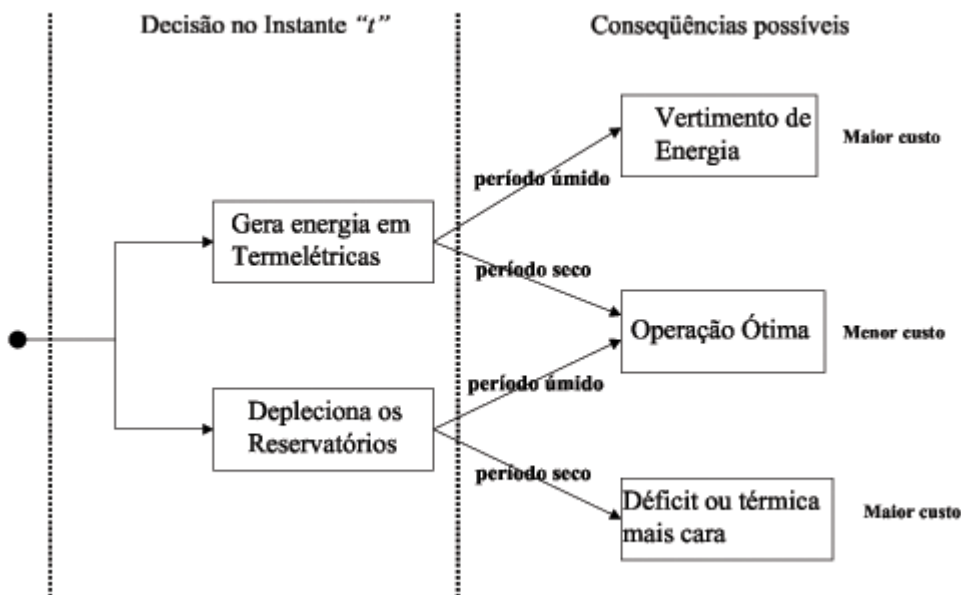 Decisão no Instante “t”
Conseqüências possíveis
Vertimento de
Energia
Maior custo
período úmido
Gera energia em
Termelétricas
período seco
Operação Ótima
Menor custo
período úmido
Depleciona os
Reservatórios
período seco
Déficit ou térmica
mais cara
Maior custo